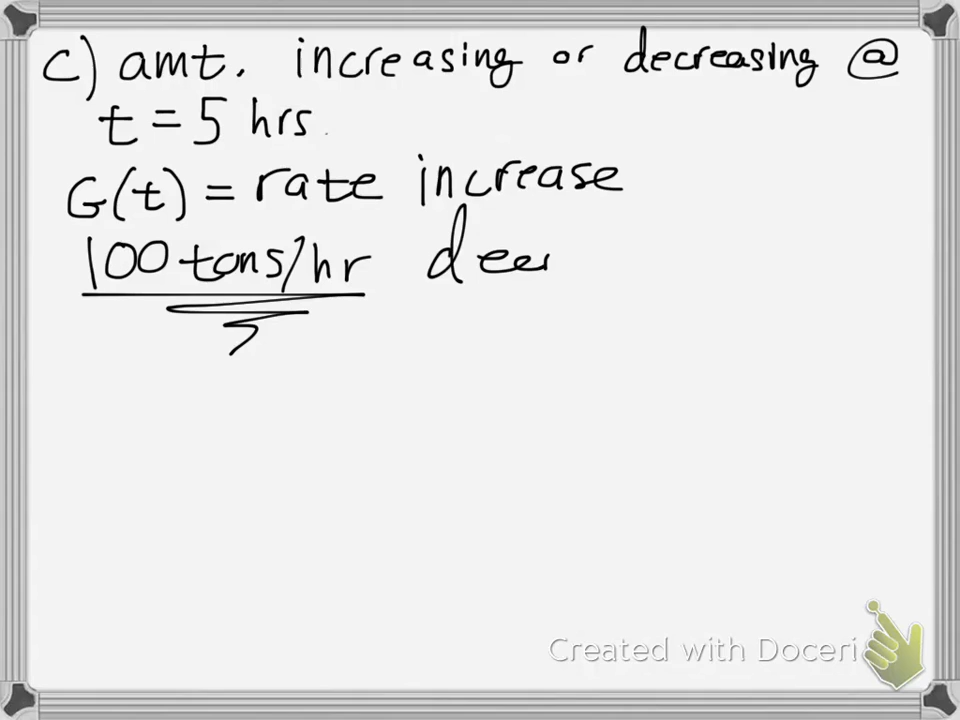 c) amt. increasing or decreasing @
t = 5 hrs.
G(t) = rate increase
100 tons/hr
Created with Doceri